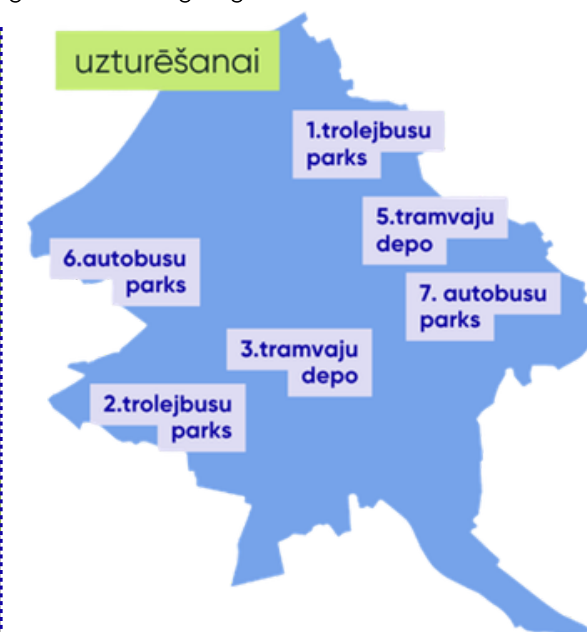 uzturēšanai
1.trolejbusu
parks
5.tramvaju
depo
6.autobusu
parks
7. autobusu
parks
3.tramvaju
depo
2.trolejbusu
parks